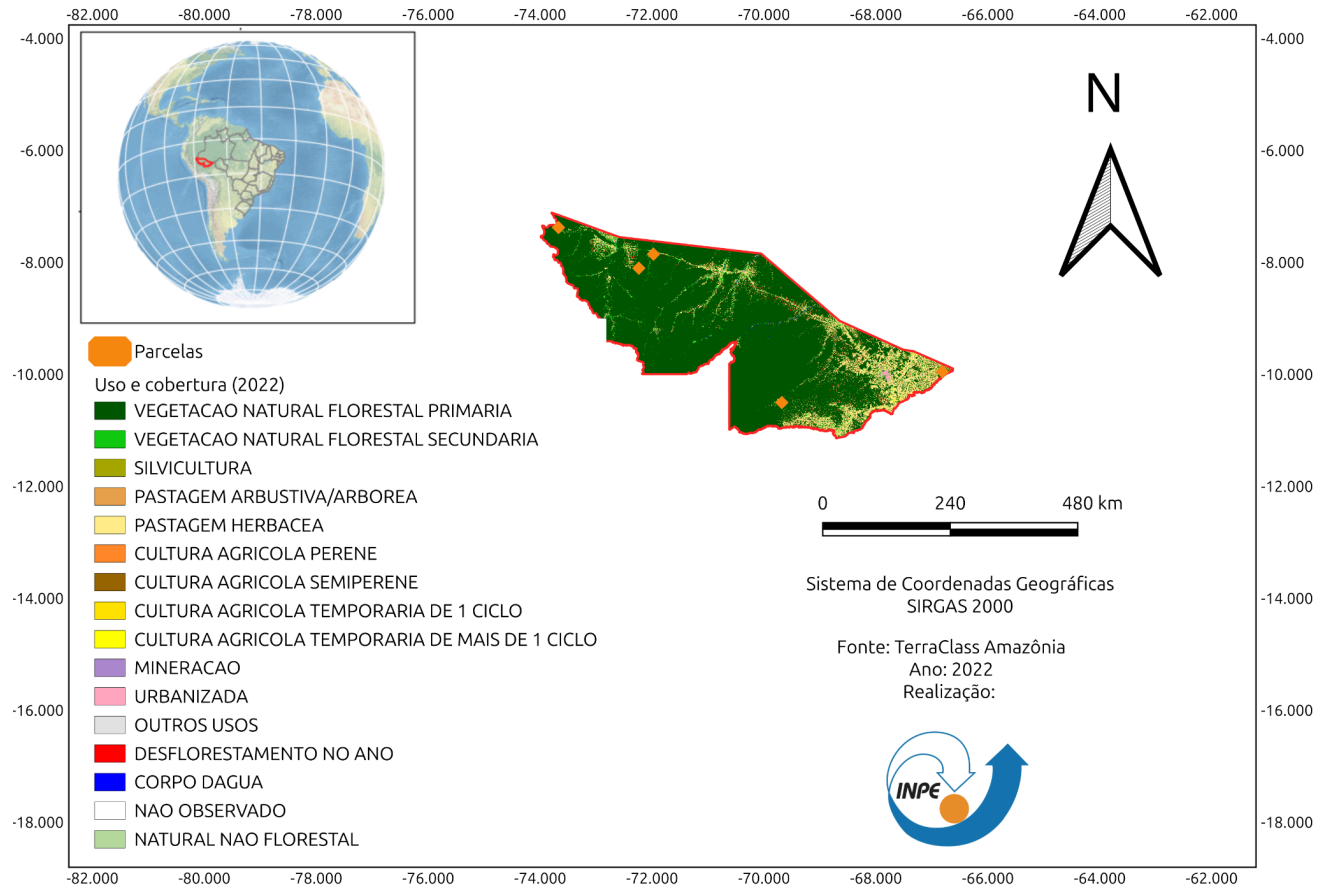 -82.000 -80.000 -78.000 -76.000 -74.000 -72.000 -70.000 -68.000 -66.000 -64.000 -62.000
-4.000 -4.000
N
-6.000 -6.000
-8.000 -8.000
Parcelas
-10.000 -10.000
Uso e cobertura (2022)
VEGETACAO NATURAL FLORESTAL PRIMARIA
VEGETACAO NATURAL FLORESTAL SECUNDARIA
SILVICULTURA
-12.000 -12.000
PASTAGEM ARBUSTIVA/ARBOREA
0 240 480 km
PASTAGEM HERBACEA
CULTURA AGRICOLA PERENE
CULTURA AGRICOLA SEMIPERENE
Sistema de Coordenadas Geográficas
SIRGAS 2000
-14.000 -14.000
CULTURA AGRICOLA TEMPORARIA DE 1 CICLO
CULTURA AGRICOLA TEMPORARIA DE MAIS DE 1 CICLO
Fonte: TerraClass Amazônia
Ano: 2022
Realização:
MINERACAO
URBANIZADA
-16.000 -16.000
OUTROS USOS
DESFLORESTAMENTO NO ANO
CORPO DAGUA
INPE
NAO OBSERVADO
-18.000 -18.000
NATURAL NAO FLORESTAL
-82.000 -80.000 -78.000 -76.000 -74.000 -72.000 -70.000 -68.000 -66.000 -64.000 -62.000